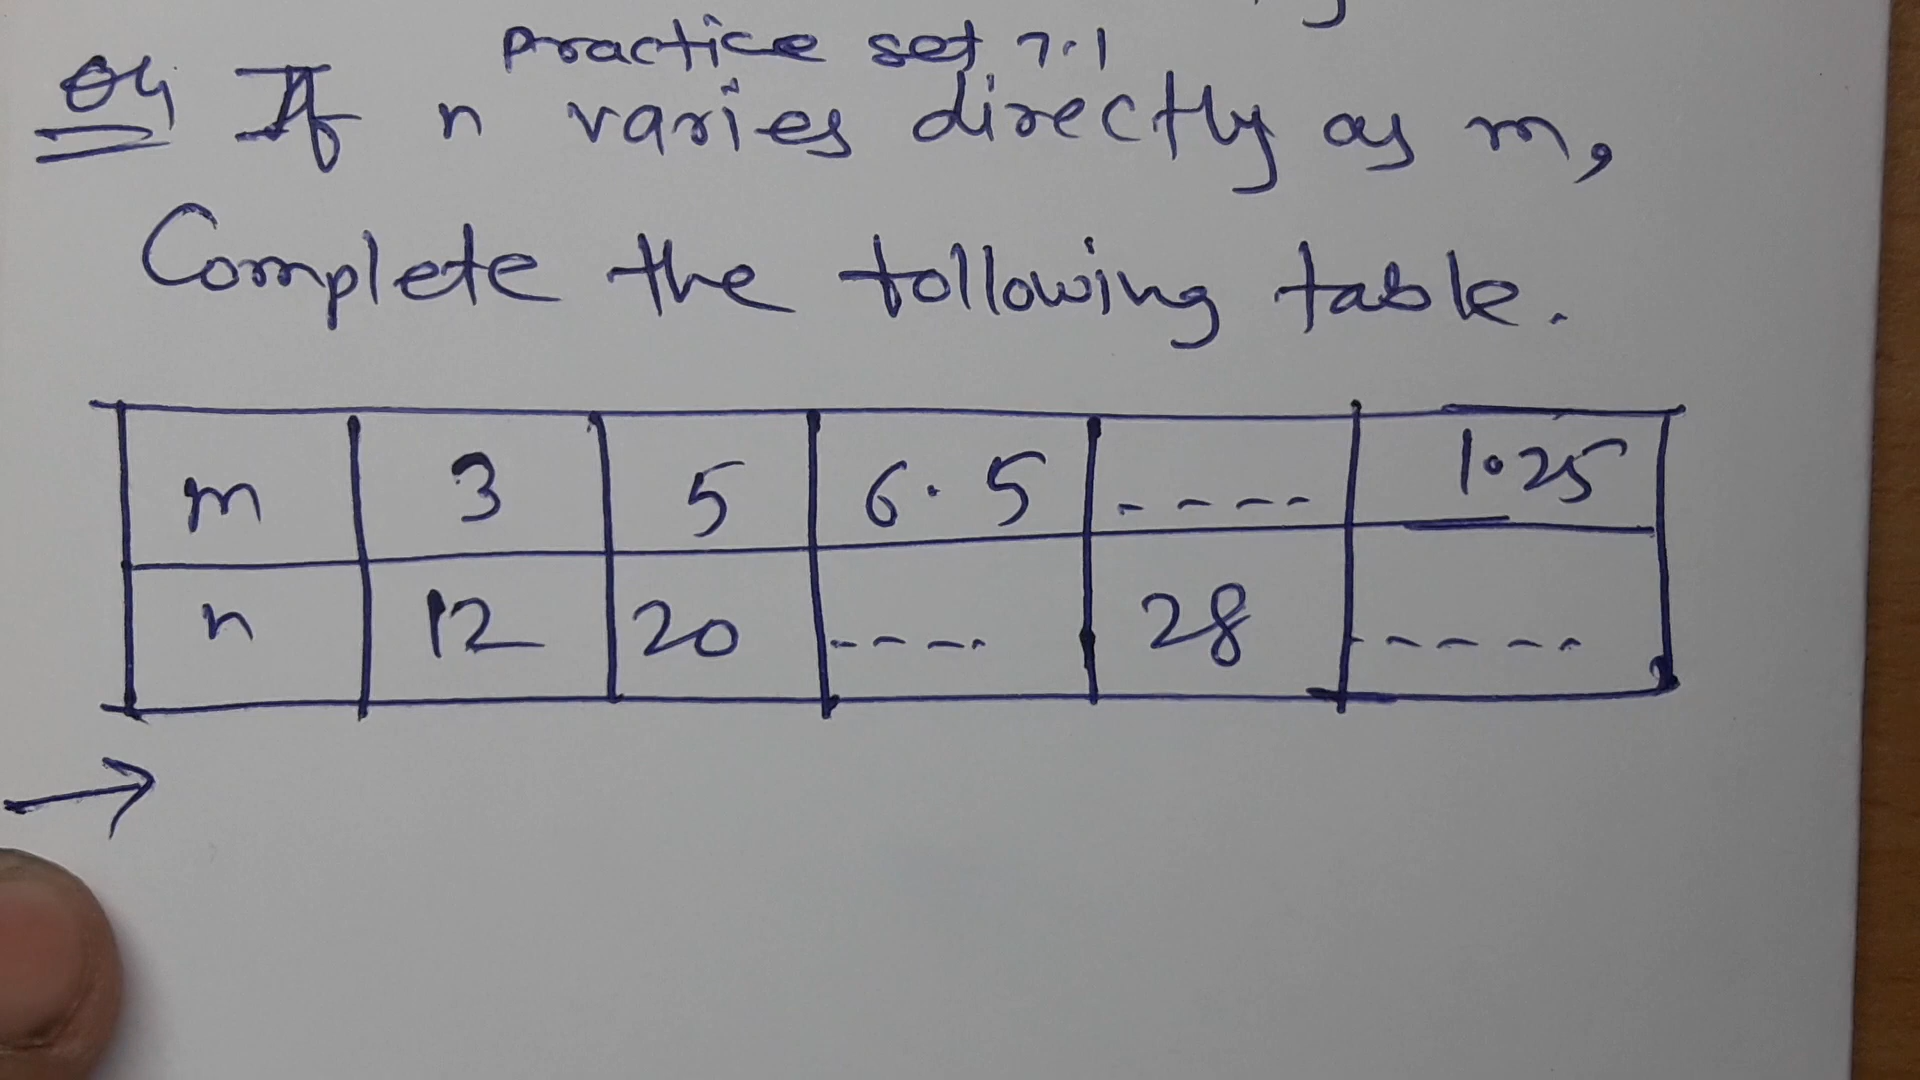 Practice set 7.1
Q4 If n varies directly as m,
Complete the following table.
m 3 5 6.5 ---- 1.25
n 12 20 ---- 28 -----
→